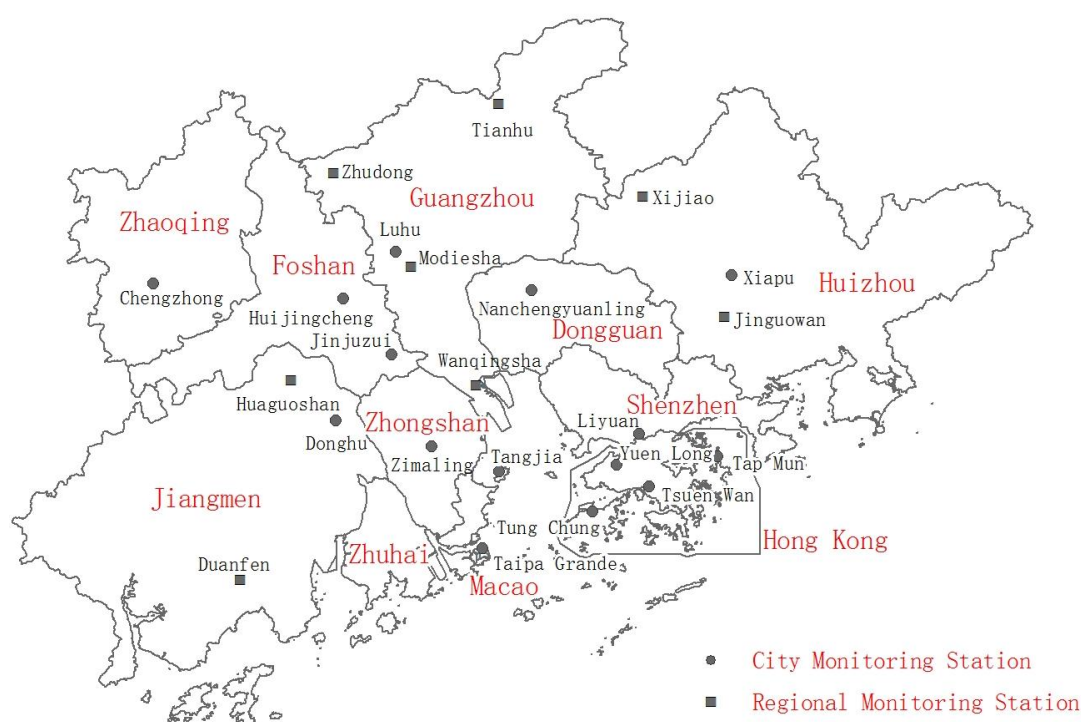 Tianhu
Zhudong
Guangzhou
Xijiao
Zhaoqing
Luhu
Modiesha
Foshan
Xiapu
Huizhou
Chengzhong
Nanchengyuanling
Huijingcheng
Jinguowan
Dongguan
Jinjuzui
Wanqingsha
Huaguoshan
Shenzhen
Zhongshan
Liyuan
Donghu
Yuen Long
Zimaling
Tangjia
Tap Mun
Jiangmen
Tsuen Wan
Tung Chung
Hong Kong
Zhuhai
Duanfen
Taipa Grande
Macao
City Monitoring Station
Regional Monitoring Station